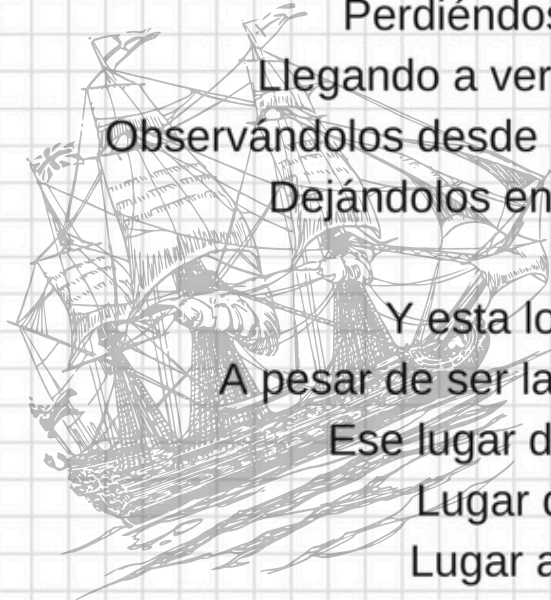 Perdiéndos
Llegando a ver
Observándolos desde
Dejándolos en
Y esta lo
A pesar de ser la
Ese lugar d
Lugar
Lugar a